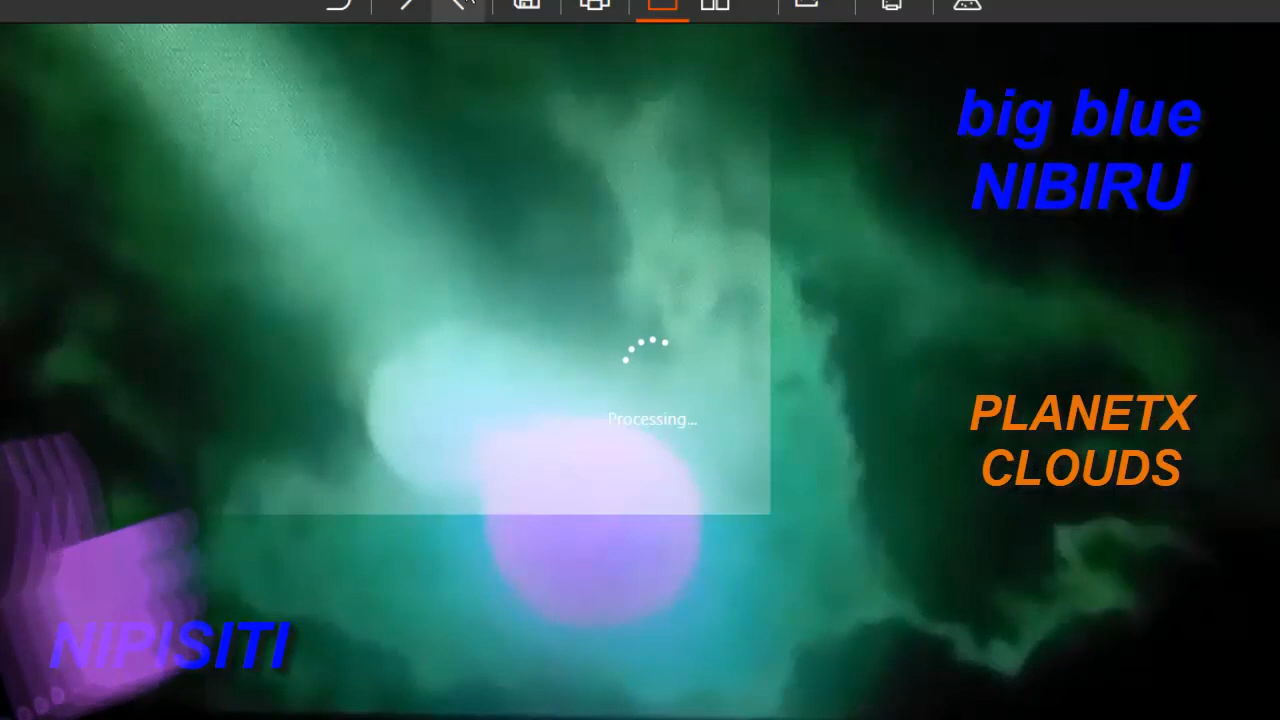 big blue
NIBIRU
Processing...
PLANETX
CLOUDS
NIPISITI